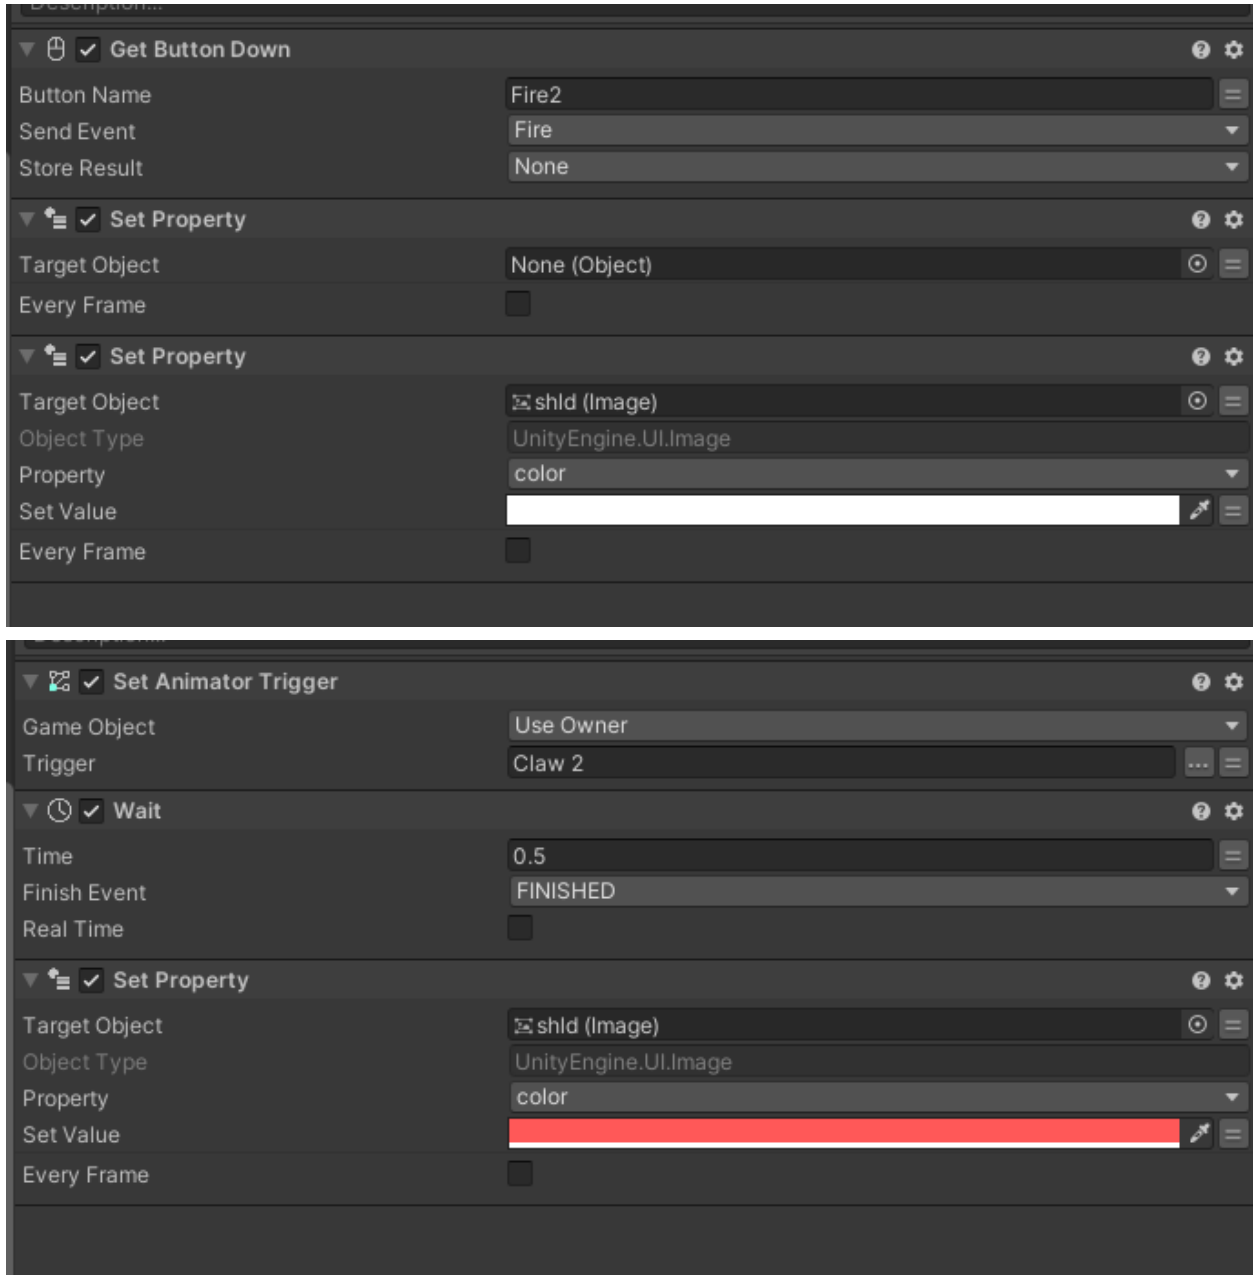 Description...
Get Button Down
Button Name Fire2
Send Event Fire
Store Result None
Set Property
Target Object None (Object)
Every Frame
Set Property
Target Object shld (Image)
Object Type UnityEngine.UI.Image
Property color
Set Value
Every Frame
Set Animator Trigger
Game Object Use Owner
Trigger Claw 2 ...
Wait
Time 0.5
Finish Event FINISHED
Real Time
Set Property
Target Object shld (Image)
Object Type UnityEngine.UI.Image
Property color
Set Value
Every Frame